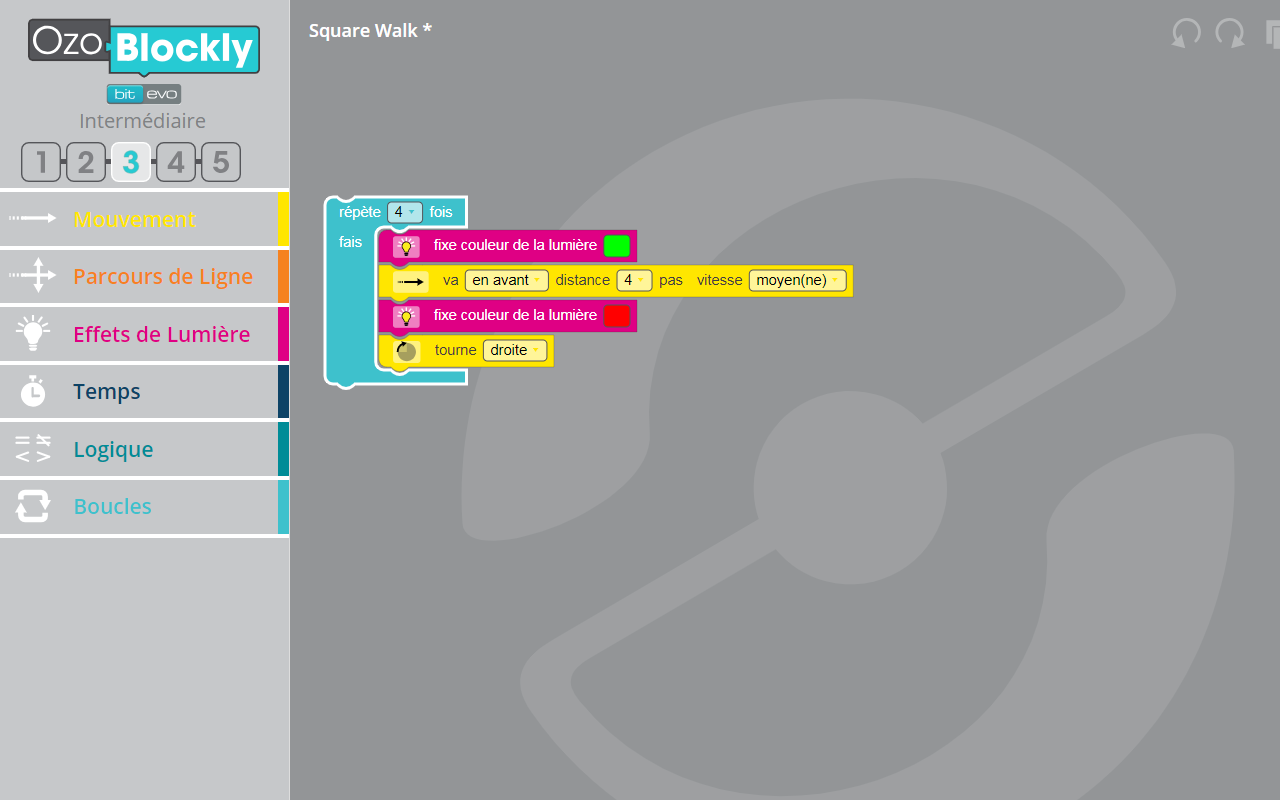 Ozo Blockly
bit evo
Intermédiaire
1 2 3 4 5
Mouvement
Parcours de Ligne
Effets de Lumière
Temps
Logique
Boucles
Square Walk *
répète 4 fois
fais
fixe couleur de la lumière
va en avant distance 4 pas vitesse moyen(ne)
fixe couleur de la lumière
tourne droite